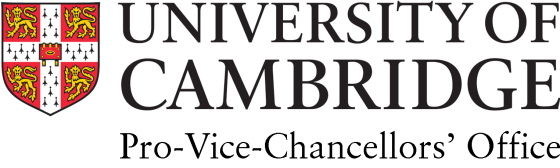 UNIVERSITY OF
CAMBRIDGE
Pro-Vice-Chancellors’ Office